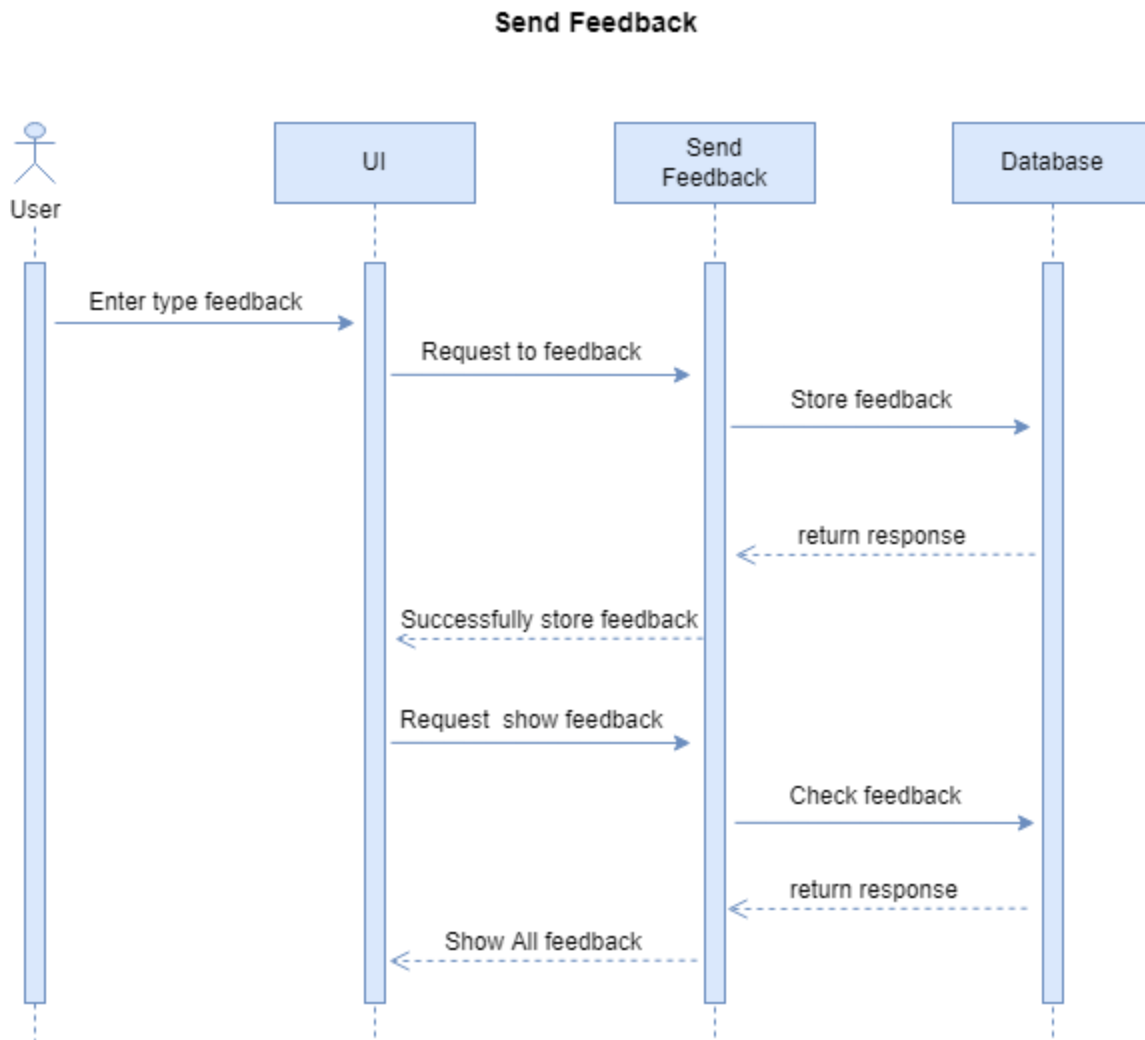 Send Feedback
UI
Send
Feedback
Database
User
Enter type feedback
Request to feedback
Store feedback
return response
Successfully store feedback
Request  show feedback
Check feedback
return response
Show All feedback